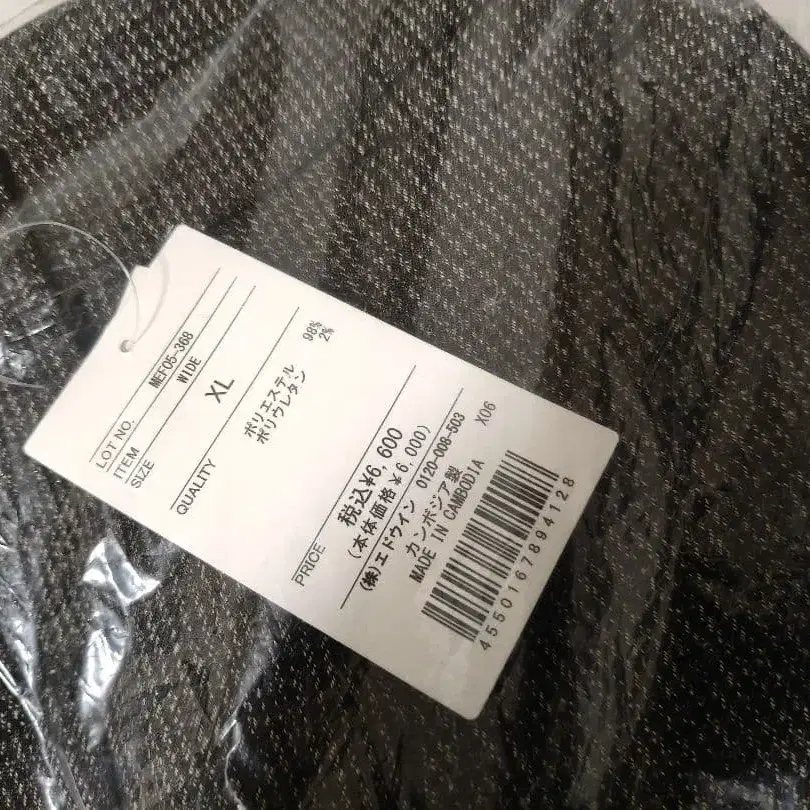 LOT NO. MEF05-368
ITEM WIDE
SIZE XL
QUALITY ポリエステル 98%
ポリウレタン 2%
PRICE 税込¥6,600
(本体価格¥6,000)
(株)エドウイン 0120-008-503
カンボジア製 X06
MADE IN CAMBODIA
4550167894128